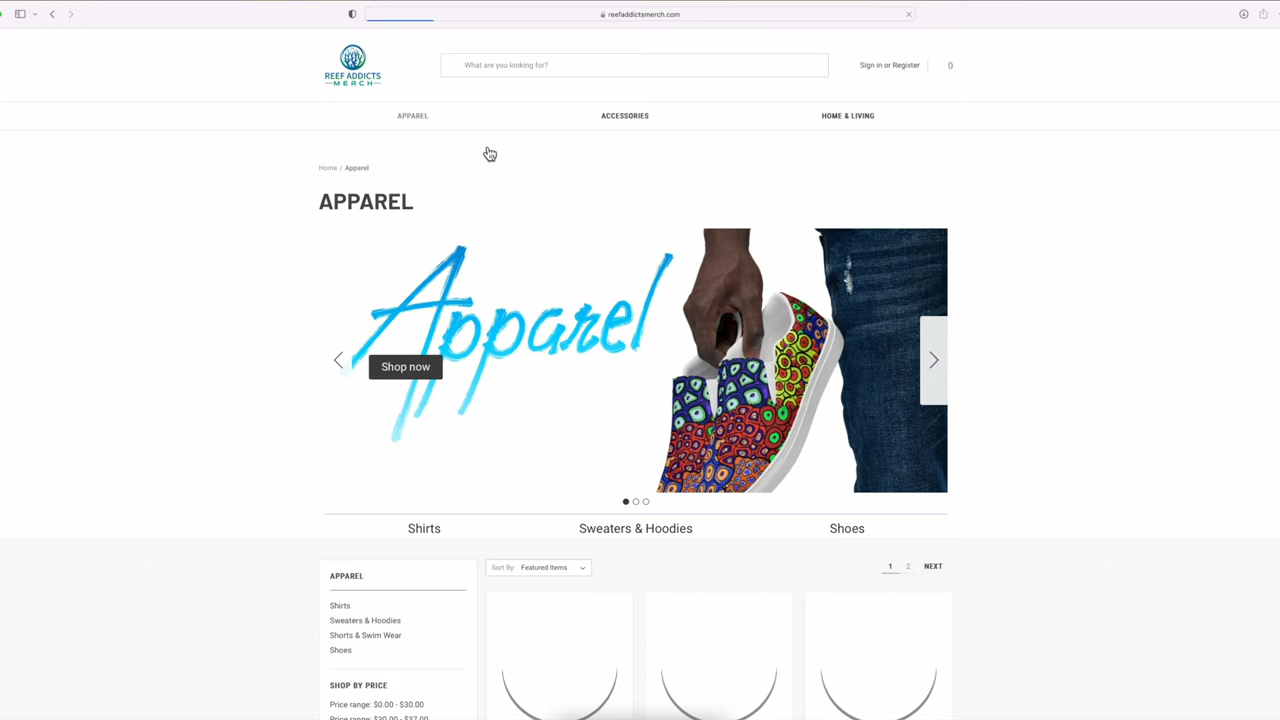 reefaddictsmerch.com
REEF ADDICTS
MERCH
What are you looking for?
Sign in or Register
0
APPAREL
ACCESSORIES
HOME & LIVING
Home / Apparel
APPAREL
Apparel
Shop now
Shirts
Sweaters & Hoodies
Shoes
APPAREL
Sort By: Featured Items
1 2 NEXT
Shirts
Sweaters & Hoodies
Shorts & Swim Wear
Shoes
SHOP BY PRICE
Price range: $0.00 - $30.00
Price range: $30.00 - $37.00